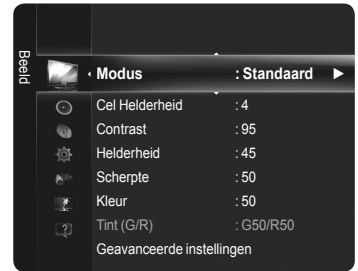 Beeld
Modus : Standaard
Cel Helderheid : 4
Contrast : 95
Helderheid : 45
Scherpte : 50
Kleur : 50
Tint (G/R) : G50/R50
Geavanceerde instellingen